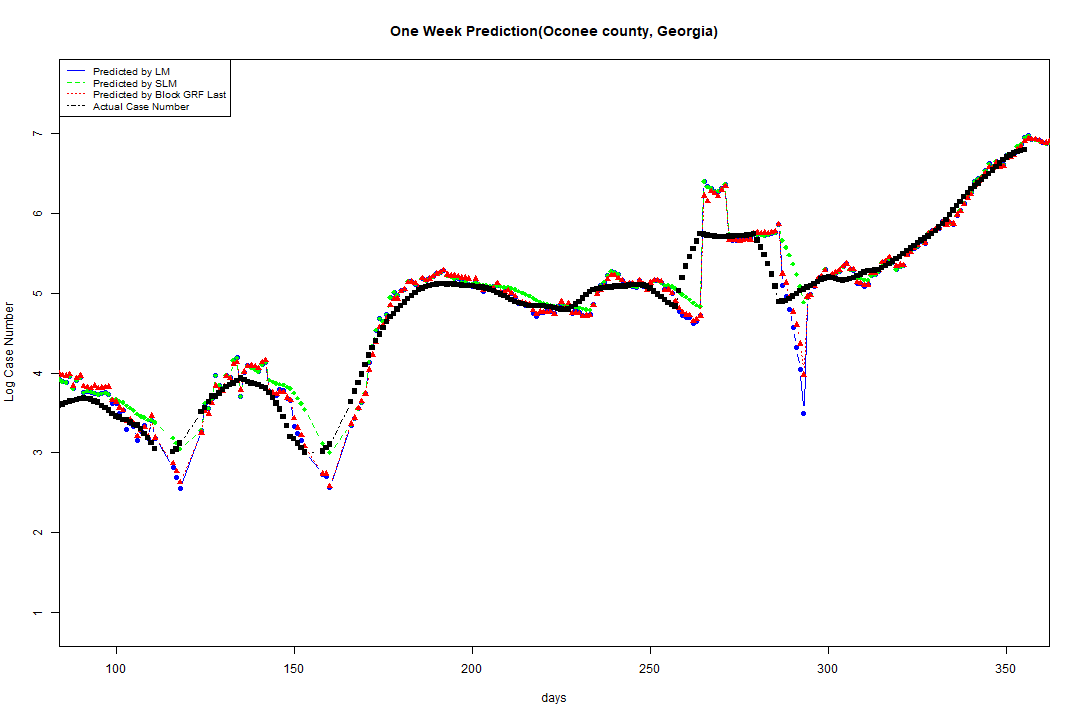 One Week Prediction(Oconee county, Georgia)
Predicted by LM
Predicted by SLM
Predicted by Block GRF Last
Actual Case Number
Log Case Number
7
6
5
4
3
2
1
100 150 200 250 300 350
days